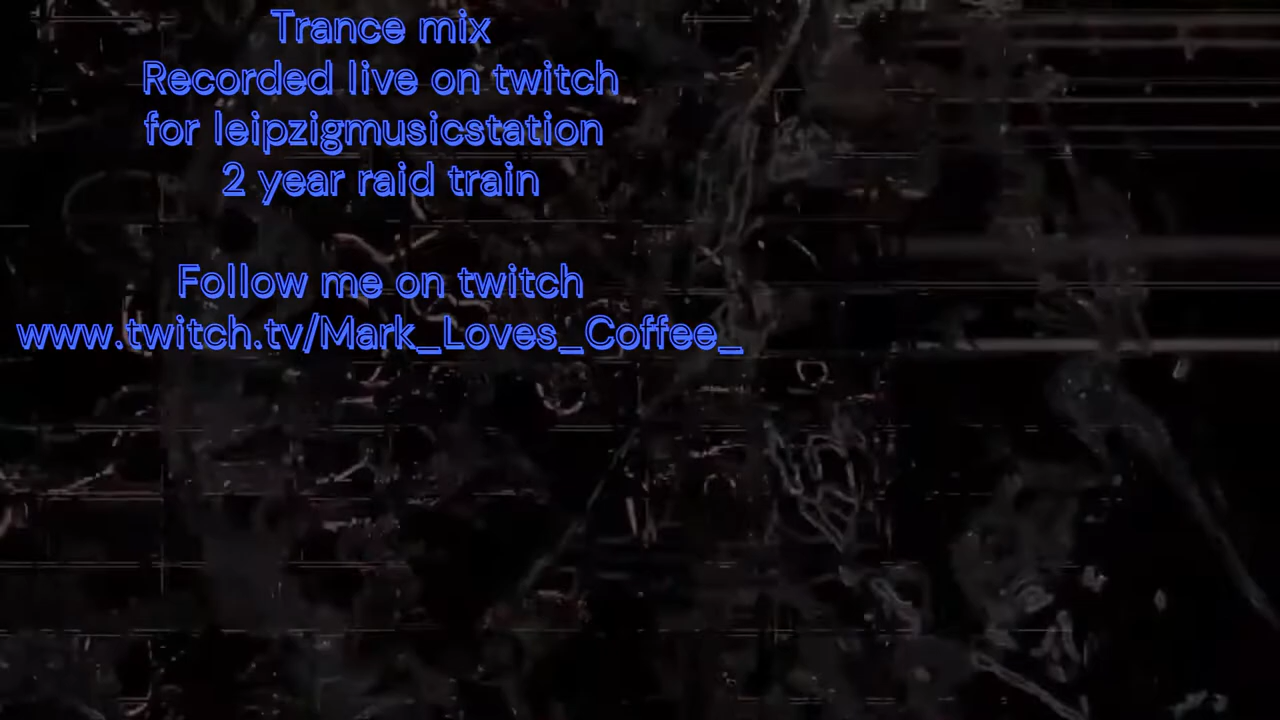 Trance mix
Recorded live on twitch
for leipzigmusicstation
2 year raid train
Follow me on twitch
www.twitch.tv/Mark_Loves_Coffee_